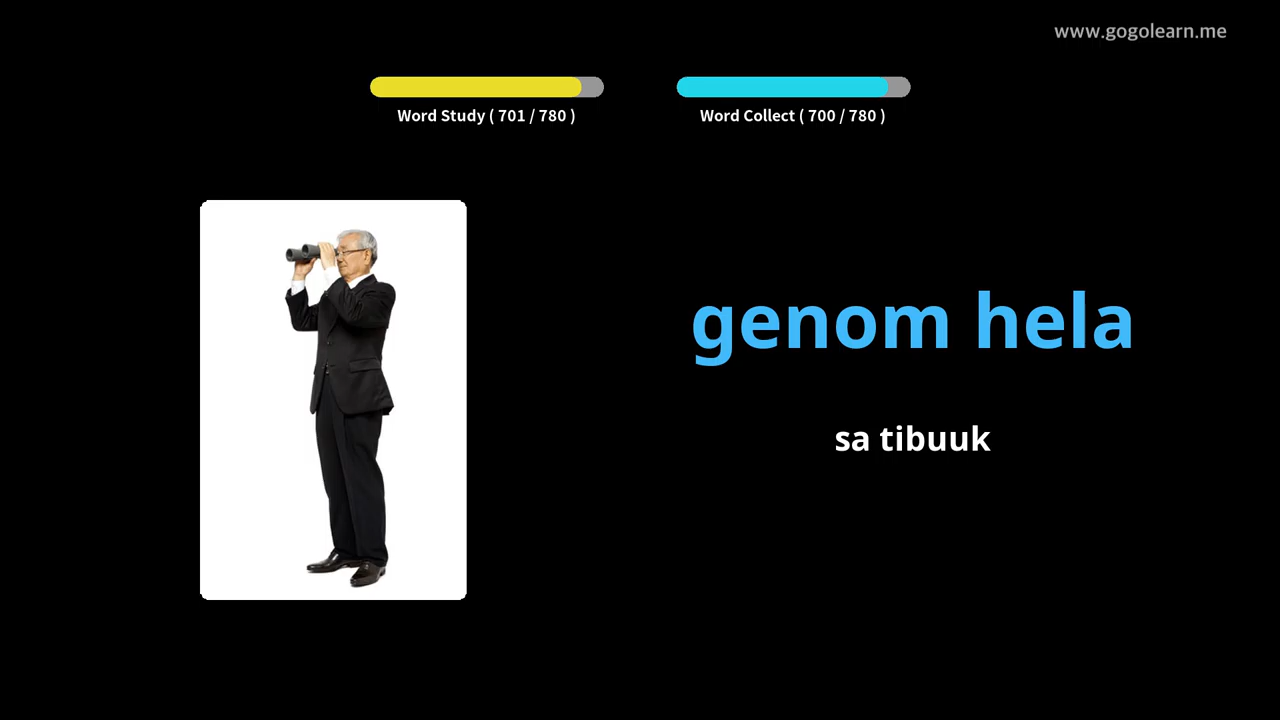 www.gogolearn.me
Word Study ( 701 / 780 )
Word Collect ( 700 / 780 )
genom hela
sa tibuuk